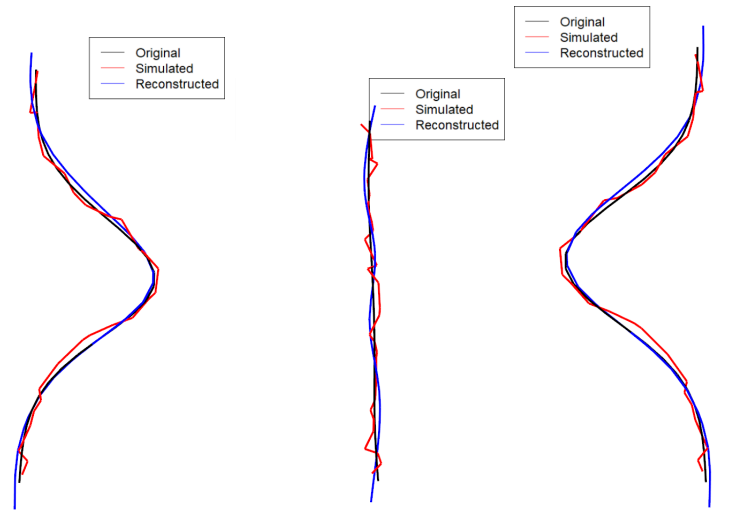 Original
Simulated
Reconstructed
Original
Simulated
Reconstructed
Original
Simulated
Reconstructed